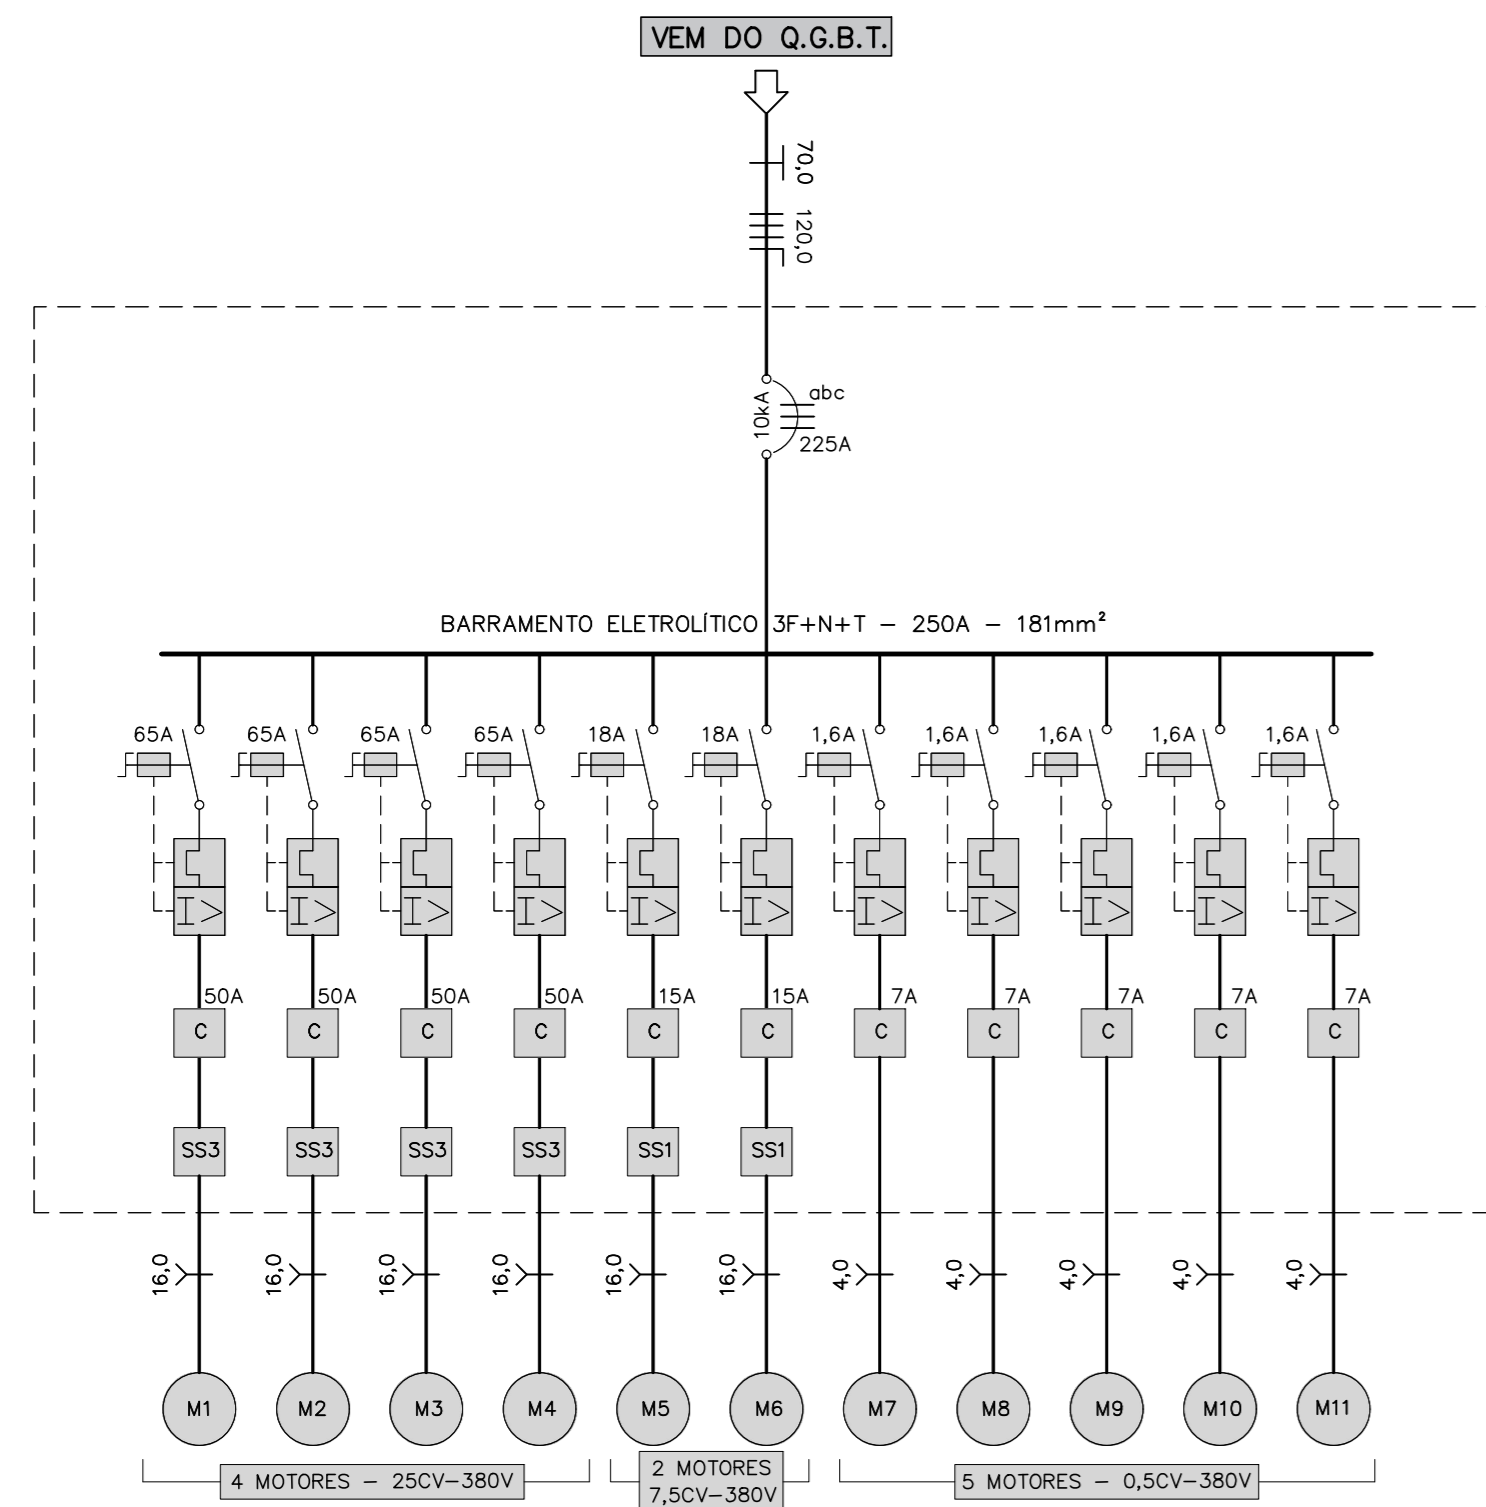 VEM DO Q.G.B.T.
70,0
120,0
abc
10kA
225A
BARRAMENTO ELETROLÍTICO 3F+N+T – 250A – 181mm²
65A 65A 65A 65A 18A 18A 1,6A 1,6A 1,6A 1,6A 1,6A
I> I> I> I> I> I> I> I> I> I> I>
50A 50A 50A 50A 15A 15A 7A 7A 7A 7A 7A
C C C C C C C C C C C
SS3 SS3 SS3 SS3 SS1 SS1
16,0 16,0 16,0 16,0 16,0 16,0 4,0 4,0 4,0 4,0 4,0
M1 M2 M3 M4 M5 M6 M7 M8 M9 M10 M11
4 MOTORES – 25CV–380V
2 MOTORES
7,5CV–380V
5 MOTORES – 0,5CV–380V